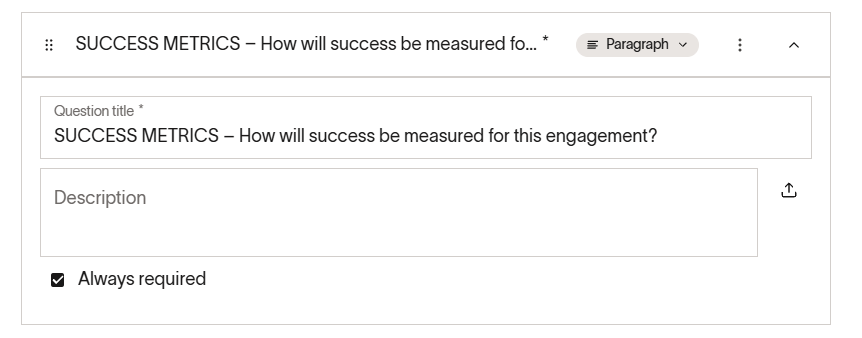 SUCCESS METRICS – How will success be measured fo... *
Paragraph
Question title *
SUCCESS METRICS – How will success be measured for this engagement?
Description
Always required